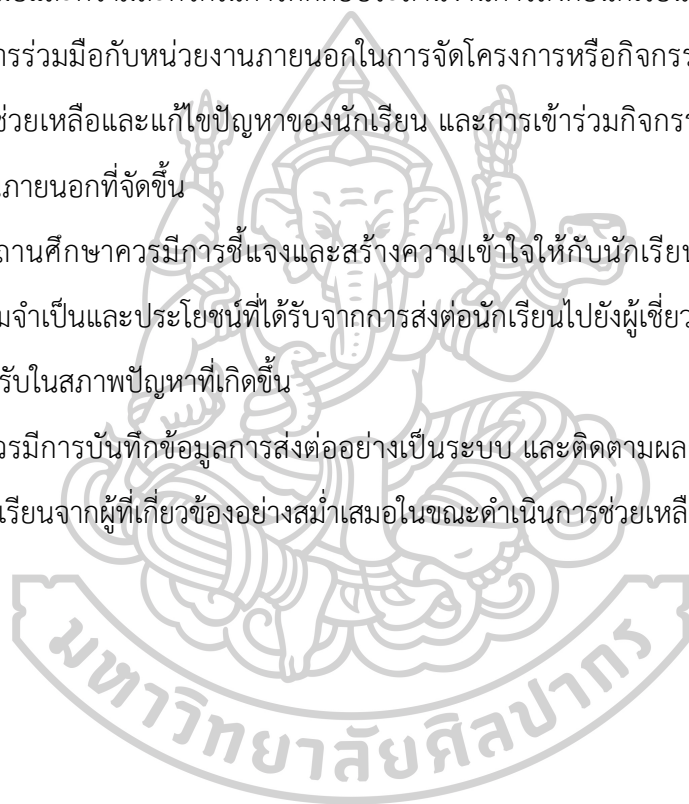 การร่วมมือกับหน่วยงานภายนอกในการจัดโครงการหรือกิจกรร
ช่วยเหลือและแก้ไขปัญหาของนักเรียน และการเข้าร่วมกิจกรร
ภายนอกที่จัดขึ้น
ถานศึกษาควรมีการชี้แจงและสร้างความเข้าใจให้กับนักเรียน
มจำเป็นและประโยชน์ที่ได้รับจากการส่งต่อนักเรียนไปยังผู้เชี่ยว
รับในสภาพปัญหาที่เกิดขึ้น
วรมีการบันทึกข้อมูลการส่งต่ออย่างเป็นระบบ และติดตามผล
เรียนจากผู้ที่เกี่ยวข้องอย่างสม่ำเสมอในขณะดำเนินการช่วยเหลื
มหาวิทยาลัยศิลปากร